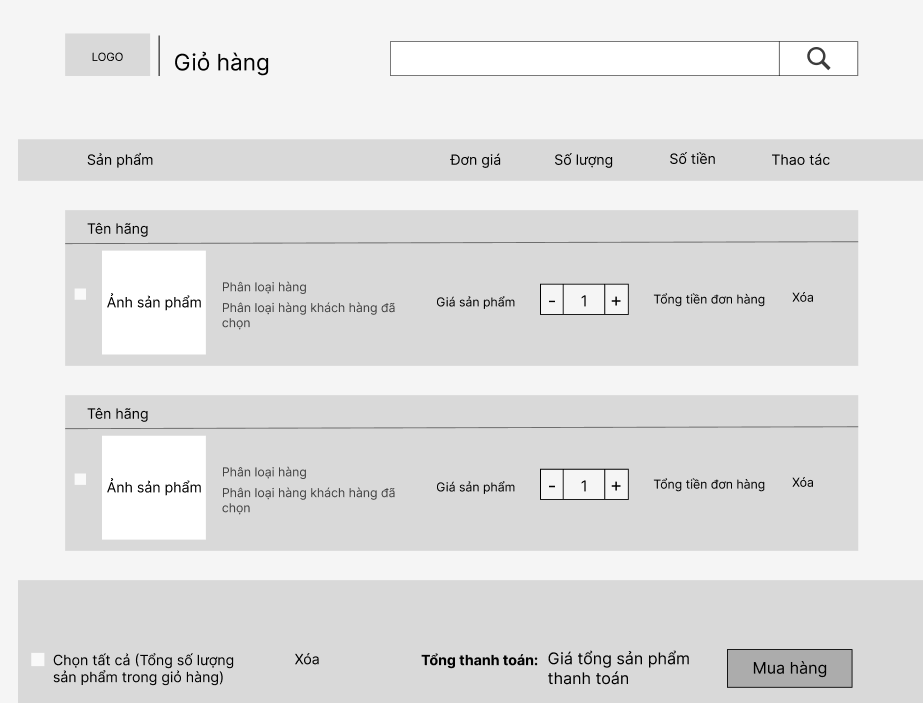 LOGO
Giỏ hàng
Sản phẩm
Đơn giá
Số lượng
Số tiền
Thao tác
Tên hãng
Ảnh sản phẩm
Phân loại hàng
Phân loại hàng khách hàng đã
chọn
Giá sản phẩm
- 1 +
Tổng tiền đơn hàng
Xóa
Tên hãng
Ảnh sản phẩm
Phân loại hàng
Phân loại hàng khách hàng đã
chọn
Giá sản phẩm
- 1 +
Tổng tiền đơn hàng
Xóa
Chọn tất cả (Tổng số lượng
sản phẩm trong giỏ hàng)
Xóa
Tổng thanh toán:
Giá tổng sản phẩm
thanh toán
Mua hàng